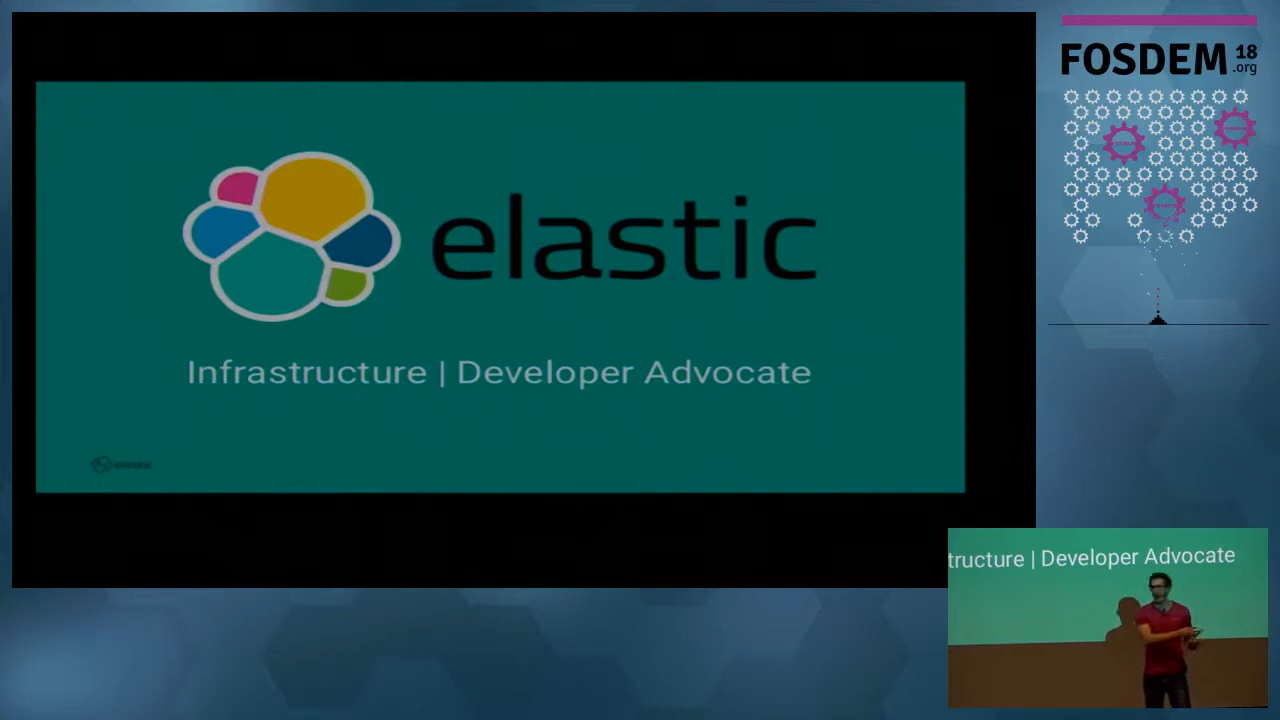 elastic
Infrastructure | Developer Advocate
FOSDEM 18
.org
tructure | Developer Advocate